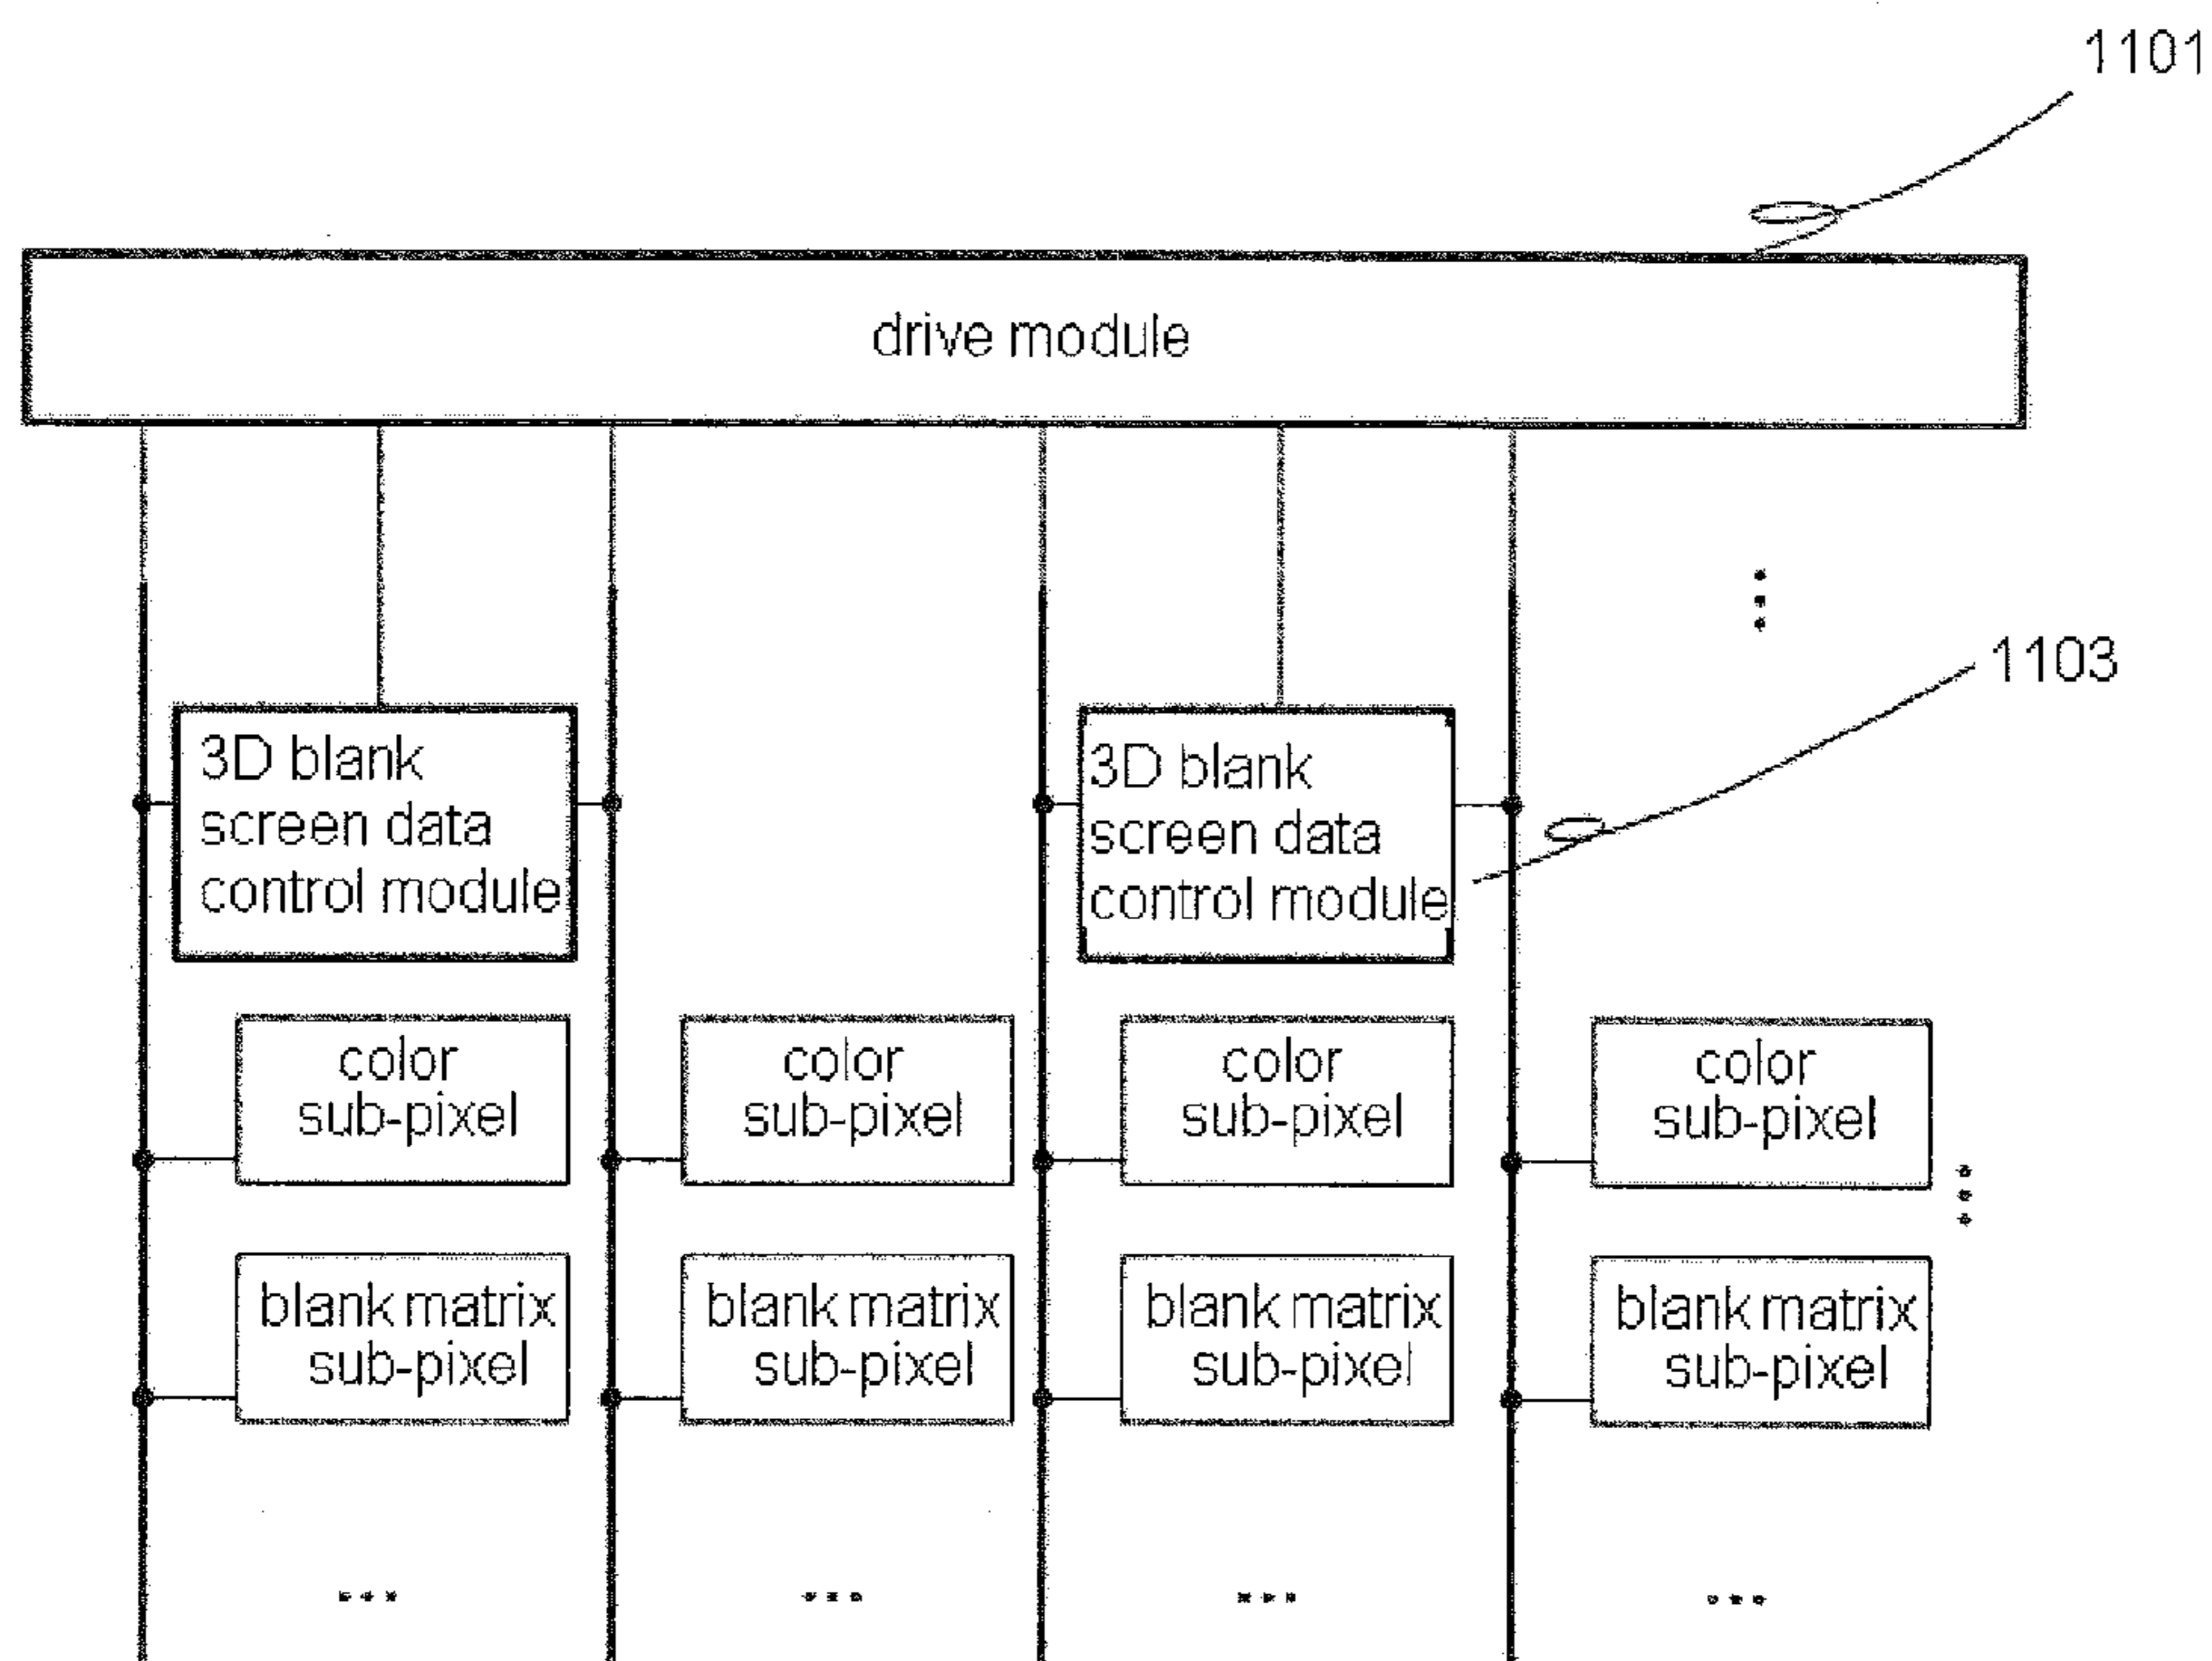 1101
drive module
1103
3D blank
screen data
control module
3D blank
screen data
control module
color
sub-pixel
color
sub-pixel
color
sub-pixel
color
sub-pixel
blank matrix
sub-pixel
blank matrix
sub-pixel
blank matrix
sub-pixel
blank matrix
sub-pixel